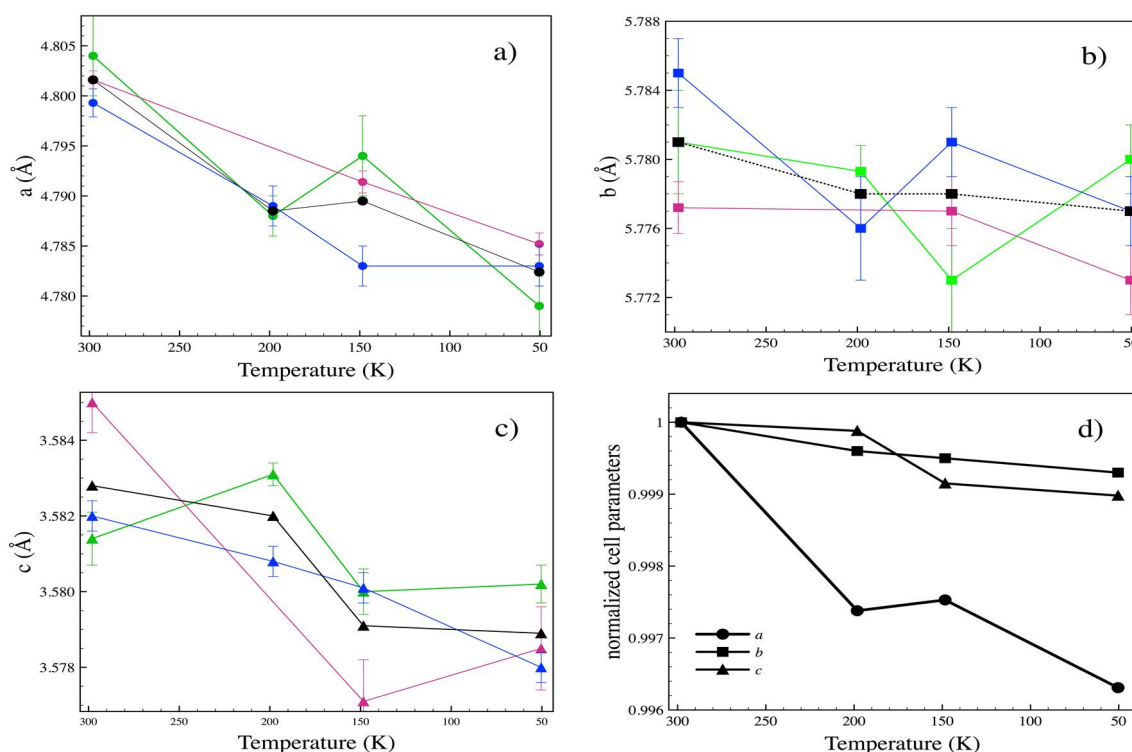 a)
4.805
4.800
4.795
4.790
4.785
4.780
a (Å)
300 250 200 150 100 50
Temperature (K)
b)
5.788
5.784
5.780
5.776
5.772
b (Å)
300 250 200 150 100 50
Temperature (K)
c)
3.584
3.582
3.580
3.578
c (Å)
300 250 200 150 100 50
Temperature (K)
d)
1
0.999
0.998
0.997
0.996
normalized cell parameters
a
b
c
300 250 200 150 100 50
Temperature (K)